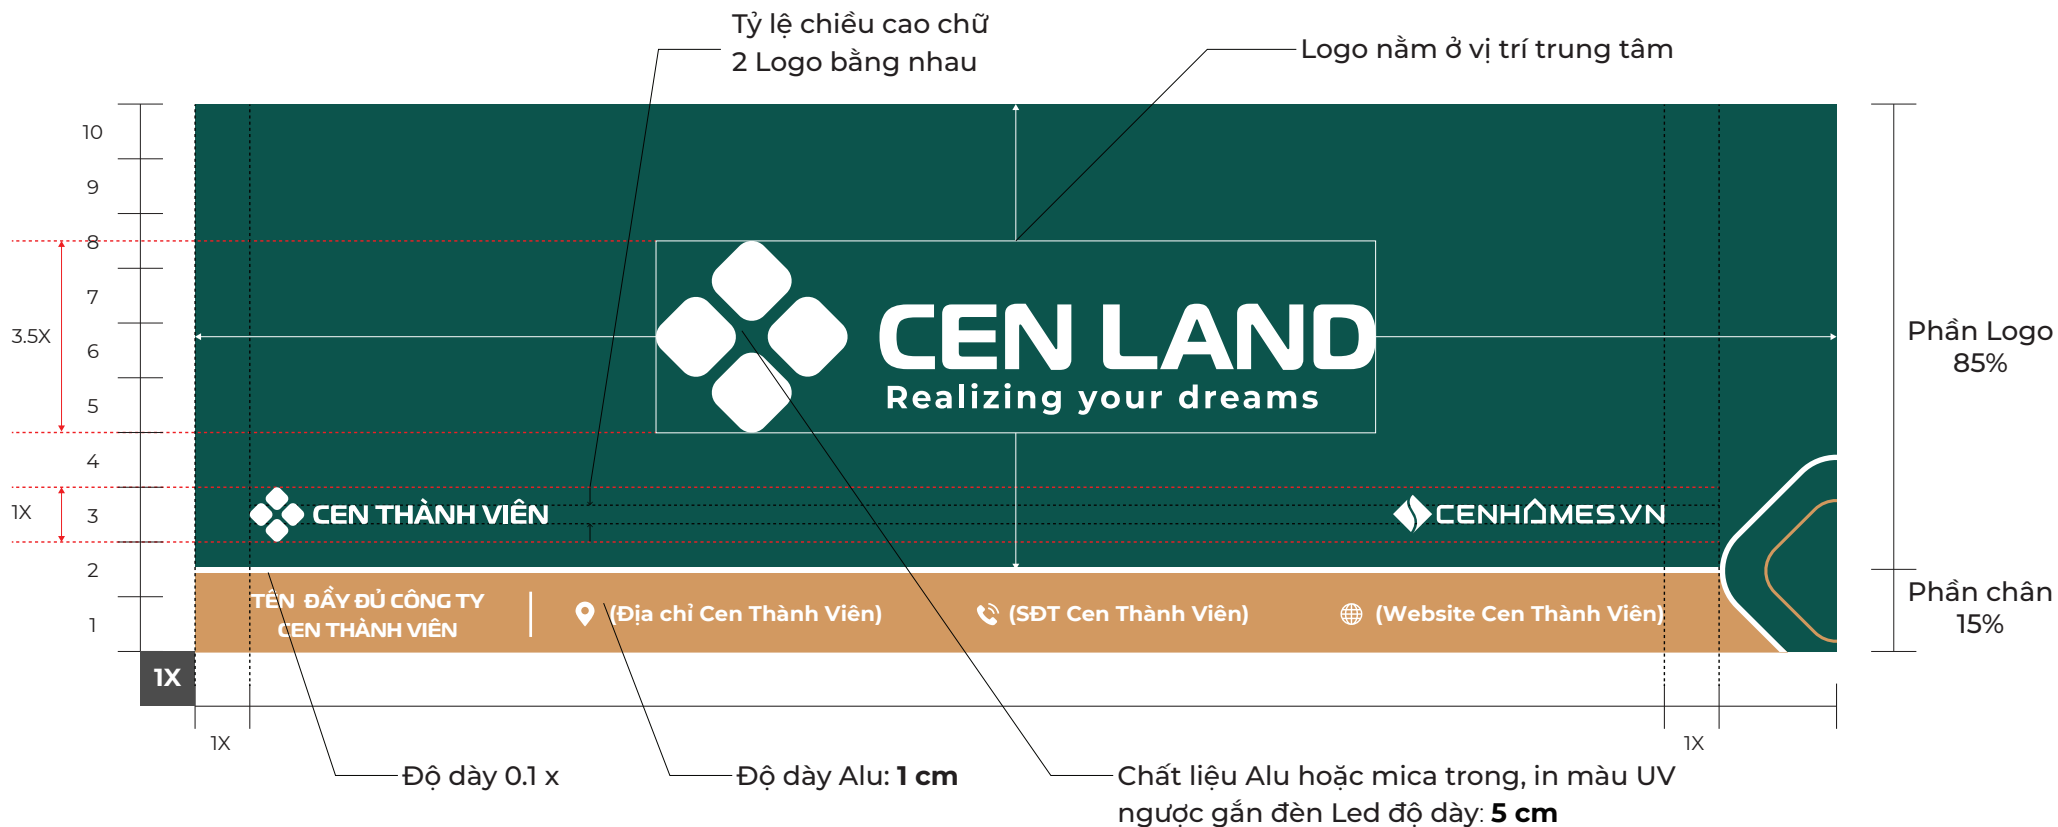 Tỷ lệ chiều cao chữ
2 Logo bằng nhau
Logo nằm ở vị trí trung tâm
10
9
8
7
6
5
4
3
2
1
3.5X
1X
1X
CEN LAND
Realizing your dreams
CEN THÀNH VIÊN
CENHOMES.VN
TÊN ĐẦY ĐỦ CÔNG TY
CEN THÀNH VIÊN
(Địa chỉ Cen Thành Viên)
(SĐT Cen Thành Viên)
(Website Cen Thành Viên)
Phần Logo
85%
Phần chân
15%
1X
1X
Độ dày 0.1 x
Độ dày Alu: 1 cm
Chất liệu Alu hoặc mica trong, in màu UV
ngược gắn đèn Led độ dày: 5 cm